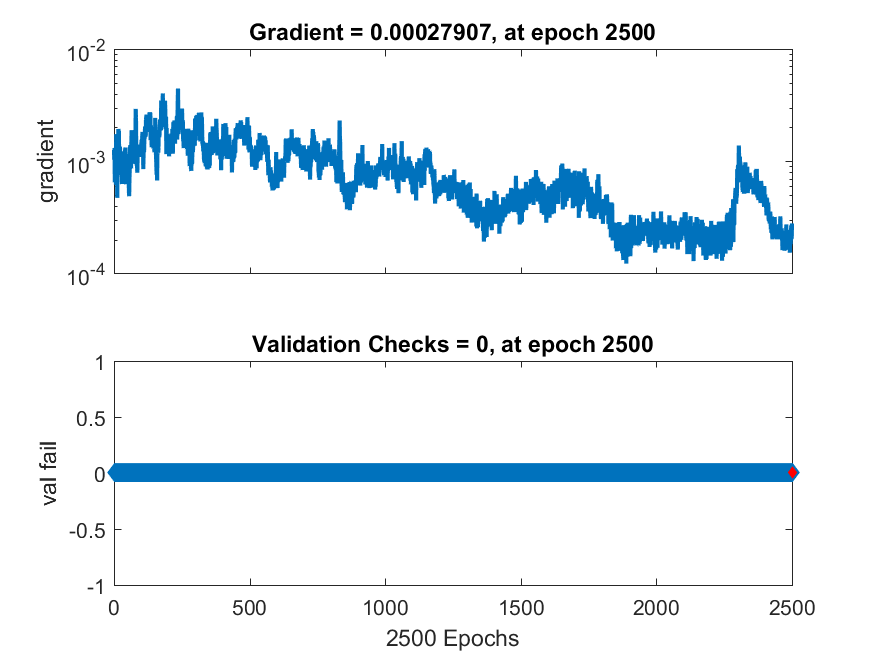 Gradient = 0.00027907, at epoch 2500
10-2
10-3
10-4
gradient
Validation Checks = 0, at epoch 2500
1
0.5
0
-0.5
-1
val fail
0 500 1000 1500 2000 2500
2500 Epochs